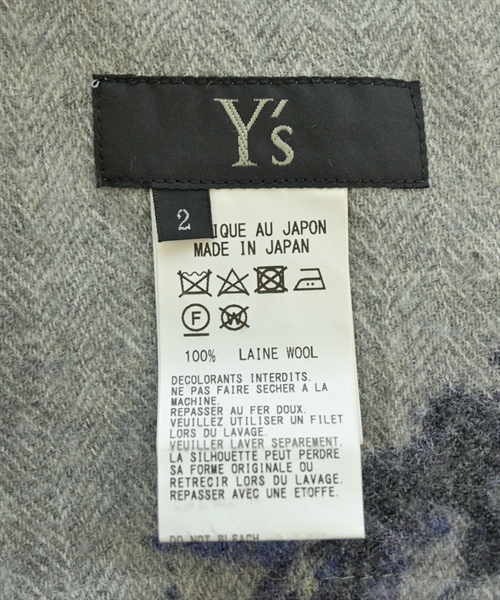 Y's
2
IQUE AU JAPON
MADE IN JAPAN
F W
100% LAINE WOOL
DECOLORANTS INTERDITS.
NE PAS FAIRE SECHER A LA
MACHINE.
REPASSER AU FER DOUX.
VEUILLEZ UTILISER UN FILET
LORS DU LAVAGE.
VEUILLER LAVER SEPAREMENT.
LA SILHOUETTE PEUT PERDRE
SA FORME ORIGINALE OU
RETRECIR LORS DU LAVAGE.
REPASSER AVEC UNE ETOFFE.
DO NOT BLEACH